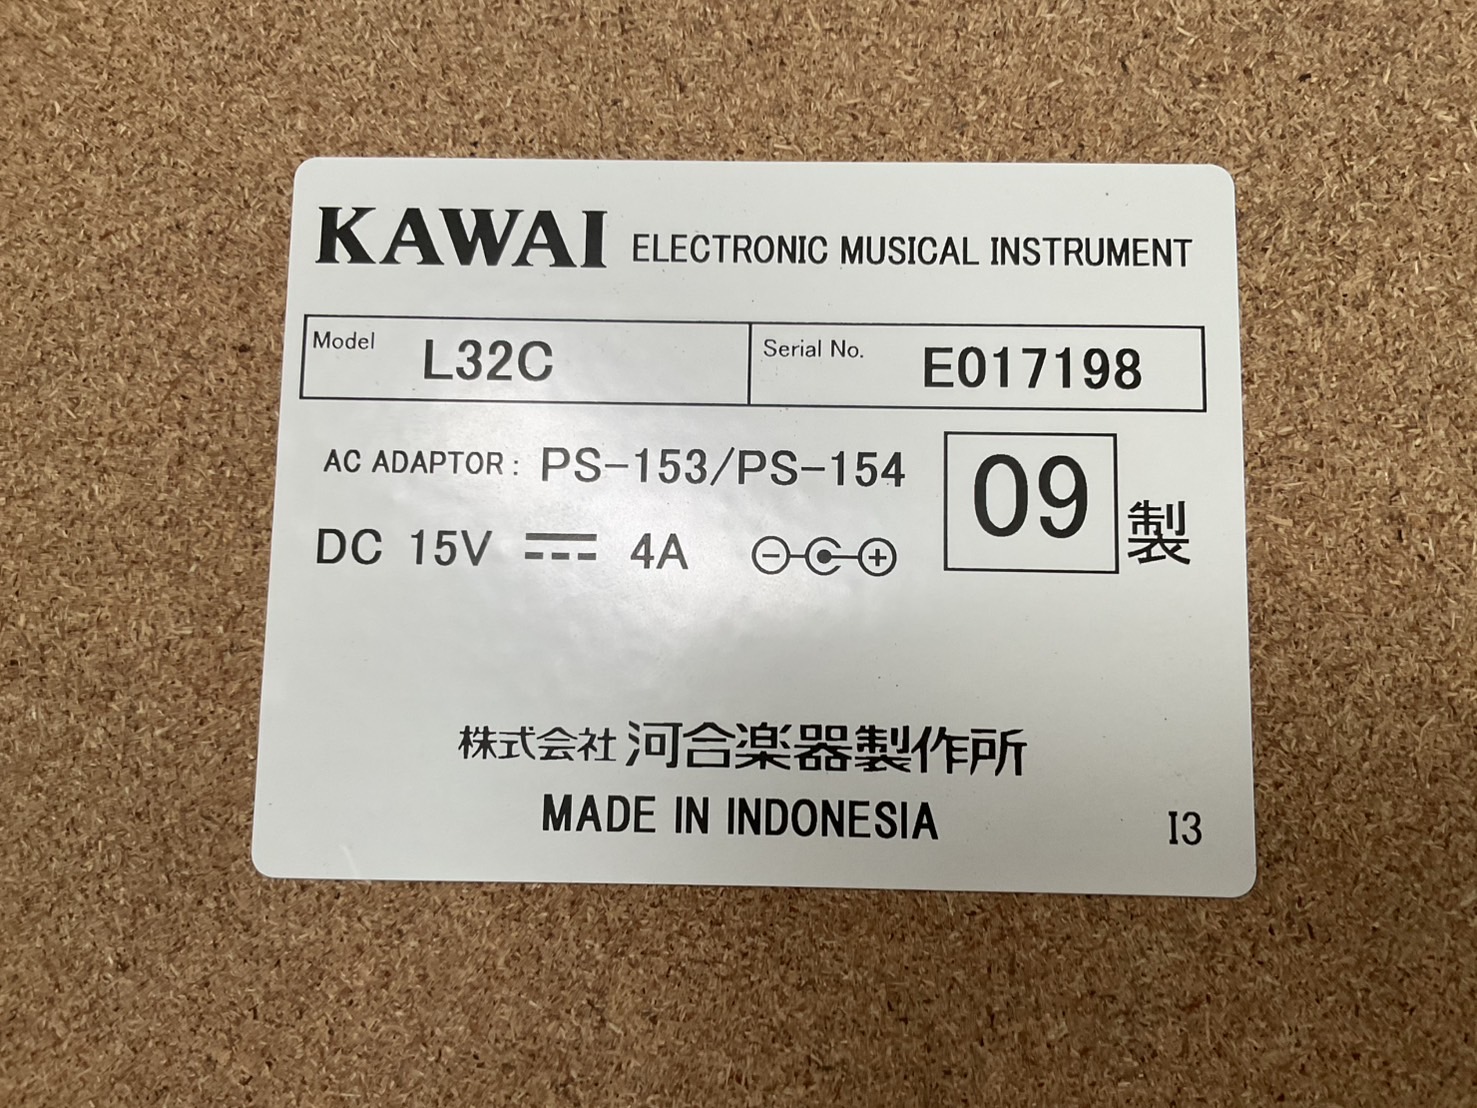 KAWAI ELECTRONIC MUSICAL INSTRUMENT
Model L32C Serial No. E017198
AC ADAPTOR: PS-153/PS-154
09 製
DC 15V 4A
株式会社 河合楽器製作所
MADE IN INDONESIA
I3